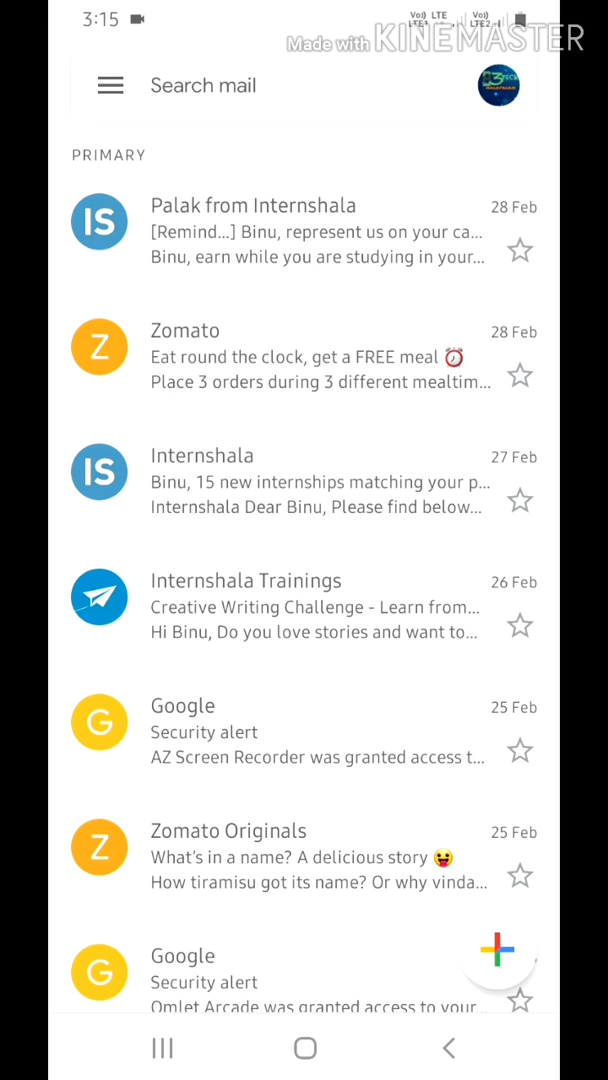 3:15
Vo) LTE
LTE1
Vo)
LTE2
Made with KINEMASTER
Search mail
PRIMARY
IS
Palak from Internshala
28 Feb
[Remind...] Binu, represent us on your ca...
Binu, earn while you are studying in your...
Z
Zomato
28 Feb
Eat round the clock, get a FREE meal ⏰
Place 3 orders during 3 different mealtim...
IS
Internshala
27 Feb
Binu, 15 new internships matching your p...
Internshala Dear Binu, Please find below...
Internshala Trainings
26 Feb
Creative Writing Challenge - Learn from...
Hi Binu, Do you love stories and want to...
G
Google
25 Feb
Security alert
AZ Screen Recorder was granted access t...
Z
Zomato Originals
25 Feb
What's in a name? A delicious story 😝
How tiramisu got its name? Or why vinda...
G
Google
Security alert
Omlet Arcade was granted access to your...